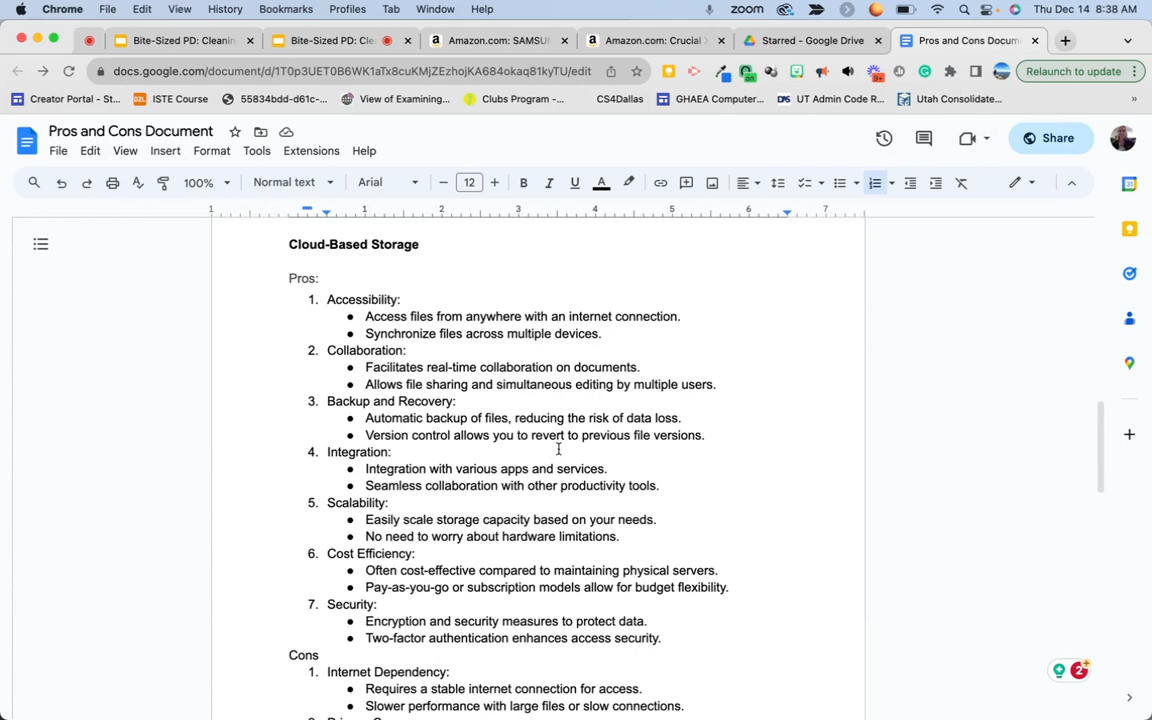 Chrome File Edit View History Bookmarks Profiles Tab Window Help zoom Thu Dec 14 8:38 AM
Bite-Sized PD: Cleanin Bite-Sized PD: Cle Amazon.com: SAMSU Amazon.com: Crucial Starred - Google Drive Pros and Cons Docum
docs.google.com/document/d/1T0p3UET0B6WK1aTx8cuKMjZEzhojKA684okaq81kyTU/edit 9+ Relaunch to update
Creator Portal - St... ISTE Course 55834bdd-d61c-... View of Examining... Clubs Program -... CS4Dallas GHAEA Computer... UT Admin Code R... Utah Consolidate... »
Pros and Cons Document Share
File Edit View Insert Format Tools Extensions Help
100% Normal text Arial 12 B I U A
1 1 2 3 4 5 6 7
Cloud-Based Storage
Pros:
1. Accessibility:
● Access files from anywhere with an internet connection.
● Synchronize files across multiple devices.
2. Collaboration:
● Facilitates real-time collaboration on documents.
● Allows file sharing and simultaneous editing by multiple users.
3. Backup and Recovery:
● Automatic backup of files, reducing the risk of data loss.
● Version control allows you to revert to previous file versions.
4. Integration:
● Integration with various apps and services.
● Seamless collaboration with other productivity tools.
5. Scalability:
● Easily scale storage capacity based on your needs.
● No need to worry about hardware limitations.
6. Cost Efficiency:
● Often cost-effective compared to maintaining physical servers.
● Pay-as-you-go or subscription models allow for budget flexibility.
7. Security:
● Encryption and security measures to protect data.
● Two-factor authentication enhances access security.
Cons
1. Internet Dependency:
● Requires a stable internet connection for access.
● Slower performance with large files or slow connections.
2